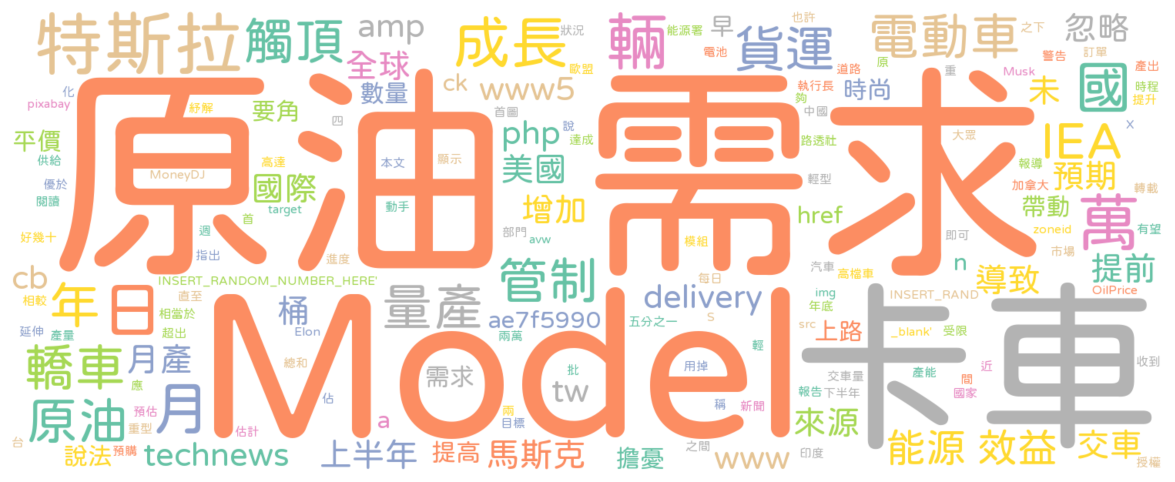 特斯拉
觸頂
amp
狀況
成長
輛
能源署
早
貨運
也許
電動車
之下
忽略
全球
歐盟
電池
道路
警告
訂單
化
紓解
數量
ck
www5
執行長
夠
時尚
原
重
Musk
未
國
產出
時程
提升
pixabay
要角
四
首圖
說
中國
X
原油
需求
平價
供給
高達
本文
顯示
php
達成
路透社
大眾
IEA
優於
MoneyDJ
國際
美國
輕型
報導
預期
閱讀
target
動手
增加
加拿大
轉載
週
首
部門
href
帶動
萬
有望
好幾十
指出
進度
avw
模組
即可
zoneid
市場
cb
相較
INSERT_RANDOM_NUMBER_HERE'
管制
每日
汽車
高檔車
n
導致
提前
年
日
直至
相當於
桶
量產
delivery
S
img
年底
INSERT_RAND
OilPrice
延伸
產量
超出
Elon
ae7f5990
五分之一
src
上路
_blank'
受限
轎車
月產
Model
兩萬
輕
卡車
應
總和
需求
批
用掉
交車量
近
收到
tw
產能
間
預估
月
佔
兩
稱
新聞
報告
下半年
國家
台
原油
重型
估計
a
目標
來源
說法
預購
technews
上半年
提高
馬斯克
擔憂
之間
www
印度
能源
效益
交車
授權